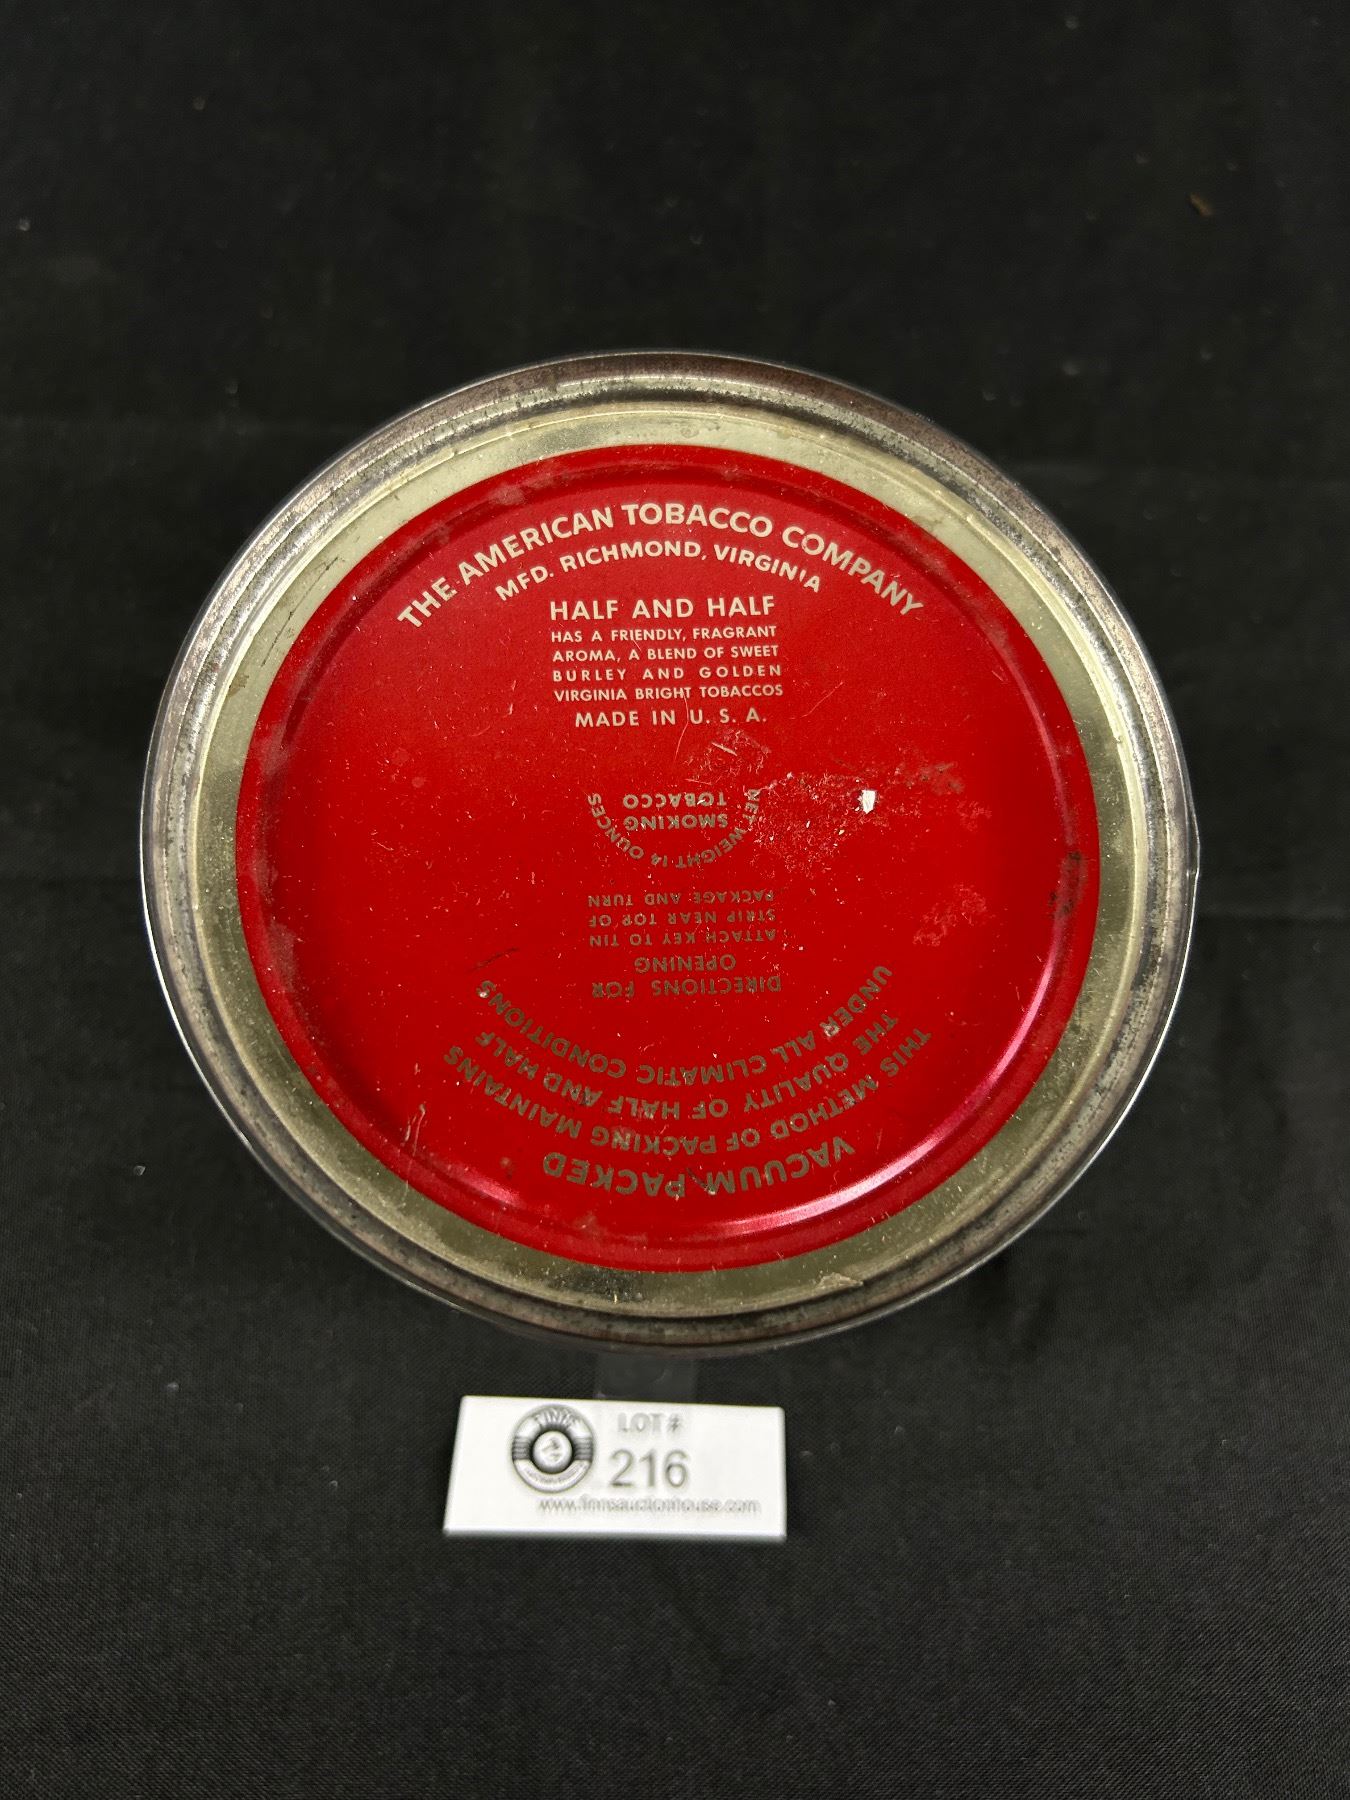 THE AMERICAN TOBACCO COMPANY
MFD. RICHMOND, VIRGINIA
HALF AND HALF
HAS A FRIENDLY, FRAGRANT
AROMA, A BLEND OF SWEET
BURLEY AND GOLDEN
VIRGINIA BRIGHT TOBACCOS
MADE IN U. S. A.
VACUUM PACKED
THIS METHOD OF PACKING MAINTAINS
THE QUALITY OF HALF AND HALF
UNDER ALL CLIMATIC CONDITIONS
DIRECTIONS FOR
OPENING
ATTACH KEY TO TIN
STRIP NEAR TOP OF
PACKAGE AND TURN
NET WEIGHT 14 OUNCES
SMOKING
TOBACCO
FINNS
LOT #
216
www.finnsauctionhouse.com